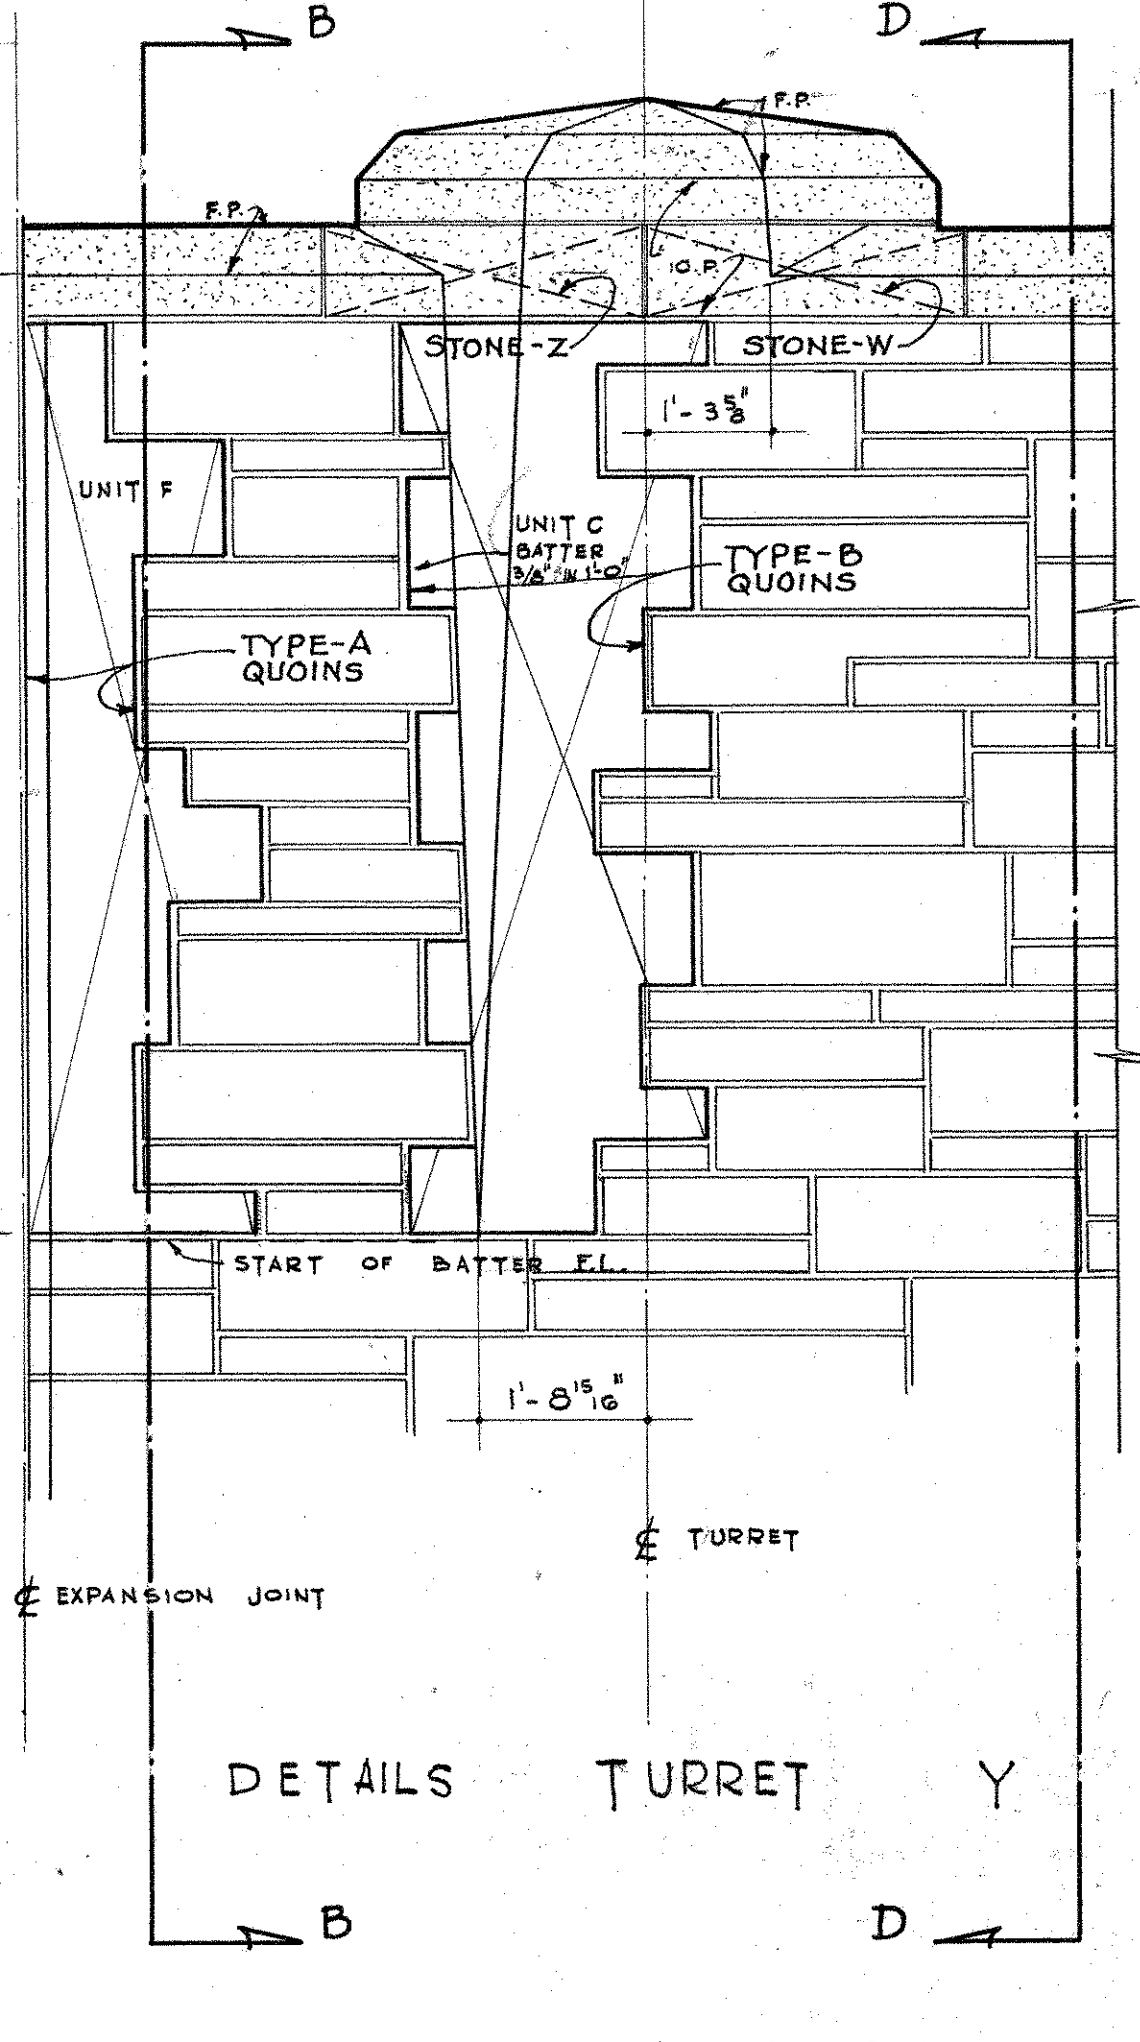 B
D
F.P.
F.P.
10.P.
STONE-Z
STONE-W
1'- 3 5/8"
UNIT F
UNIT C
BATTER
3/8" IN 1'-0"
TYPE-B
QUOINS
TYPE-A
QUOINS
START OF BATTER E.L.
1'- 8 15/16"
℄ TURRET
℄ EXPANSION JOINT
DETAILS TURRET Y
B
D